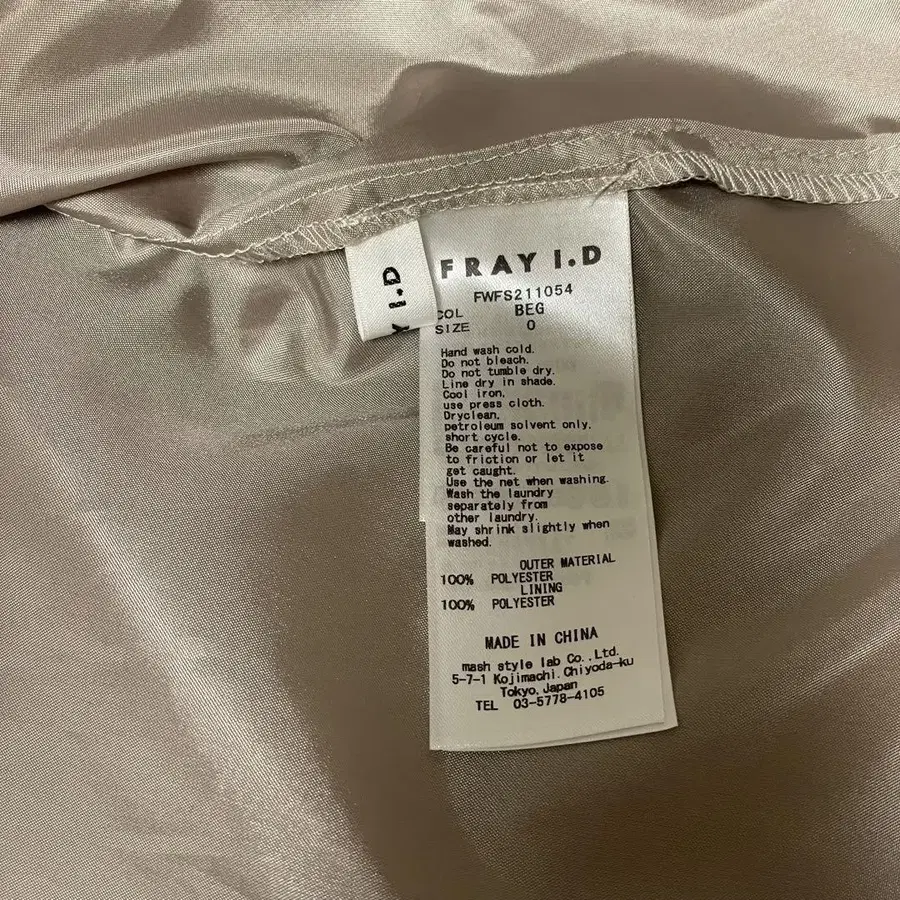 Y I.D
FRAY I.D
FWFS211054
COL BEG
SIZE 0
Hand wash cold.
Do not bleach.
Do not tumble dry.
Line dry in shade.
Cool iron,
use press cloth.
Dryclean,
petroleum solvent only,
short cycle.
Be careful not to expose
to friction or let it
get caught.
Use the net when washing.
Wash the laundry
separately from
other laundry.
May shrink slightly when
washed.
OUTER MATERIAL
100% POLYESTER
LINING
100% POLYESTER
MADE IN CHINA
mash style lab Co.,Ltd.
5-7-1 Kojimachi.Chiyoda-ku
Tokyo,Japan
TEL 03-5778-4105